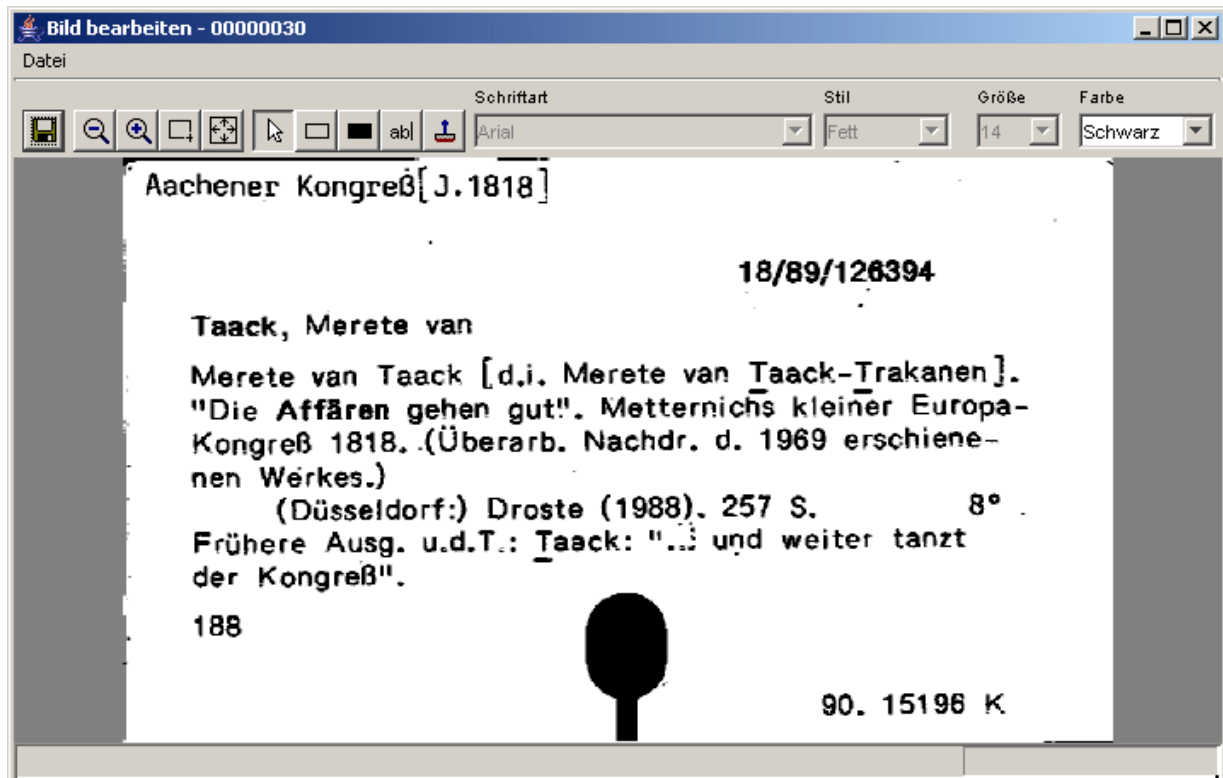 Bild bearbeiten - 00000030
Datei
Schriftart Stil Größe Farbe
abl Arial Fett 14 Schwarz
Aachener Kongreß[J.1818]
18/89/126394
Taack, Merete van
Merete van Taack [d.i. Merete van Taack-Trakanen].
"Die Affären gehen gut". Metternichs kleiner Europa-
Kongreß 1818. (Überarb. Nachdr. d. 1969 erschiene-
nen Werkes.)
(Düsseldorf:) Droste (1988). 257 S. 8°
Frühere Ausg. u.d.T.: Taack: "... und weiter tanzt
der Kongreß".
188
90. 15196 K